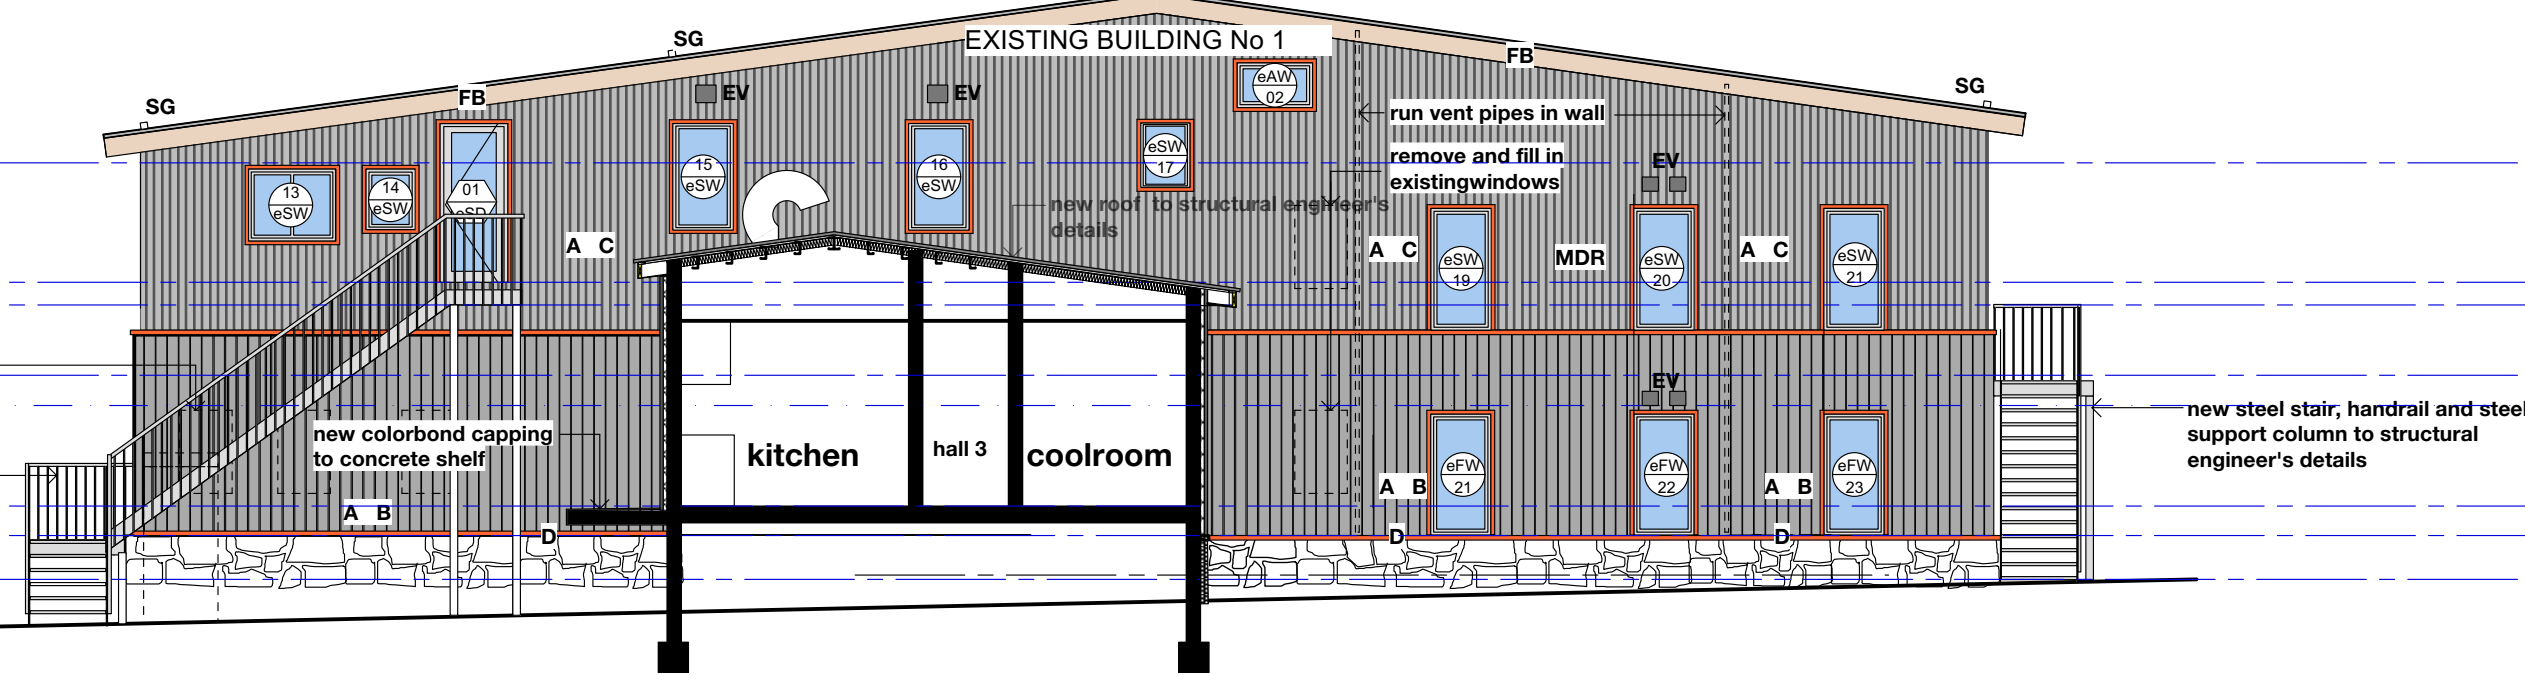 EXISTING BUILDING No 1
SG
FB
SG
SG
FB
EV
EV
eAW
02
run vent pipes in wall
remove and fill in
existingwindows
EV
13
eSW
14
eSW
01
eSD
15
eSW
16
eSW
eSW
17
new roof to structural engineer's
details
A C
A C
MDR
A C
eSW
19
eSW
20
eSW
21
EV
new colorbond capping
to concrete shelf
kitchen
hall 3
coolroom
new steel stair, handrail and steel
support column to structural
engineer's details
A B
A B
A B
eFW
21
eFW
22
eFW
23
D
D
D